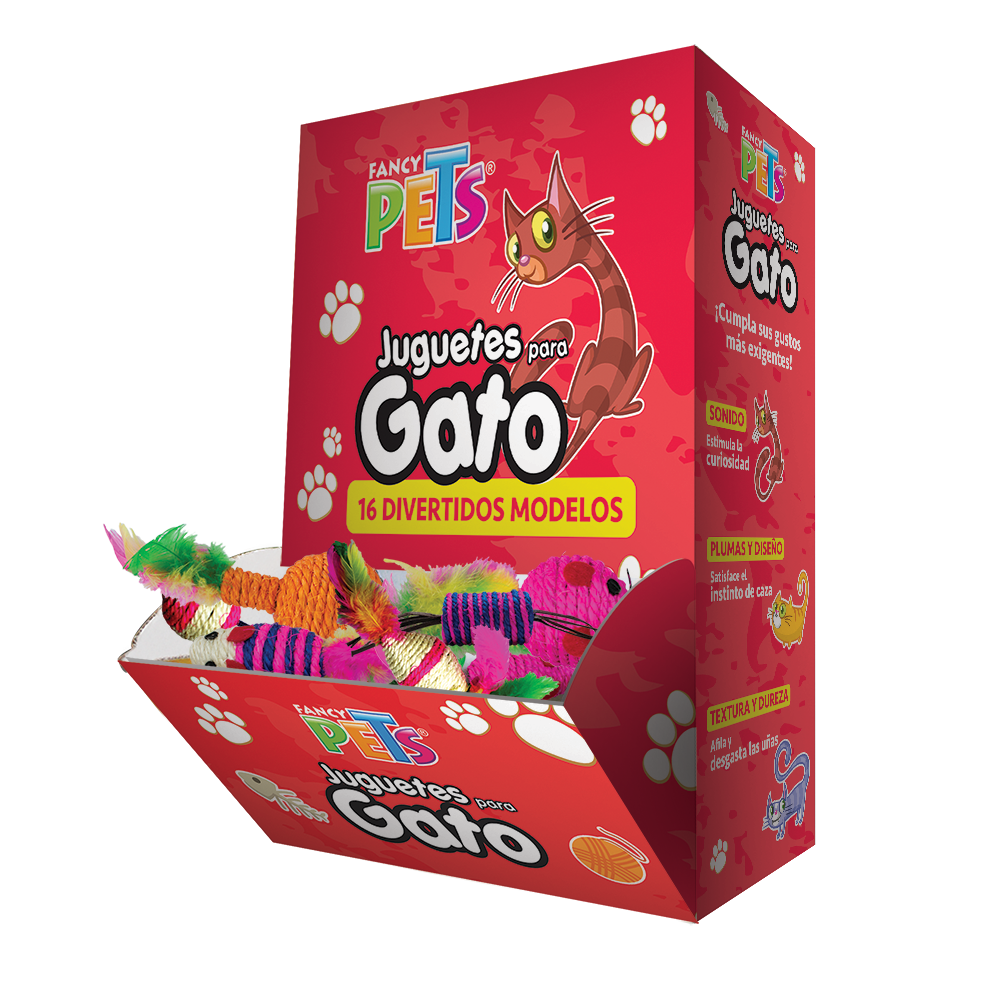 FANCY
PETS®
Juguetes para
Gato
16 DIVERTIDOS MODELOS
FANCY
PETS®
Juguetes para
Gato
FANCY
PETS®
Juguetes para
Gato
¡Cumpla sus gustos
más exigentes!
SONIDO
Estimula la
curiosidad
PLUMAS Y DISEÑO
Satisface el
instinto de caza
TEXTURA Y DUREZA
Afila y
desgasta las uñas